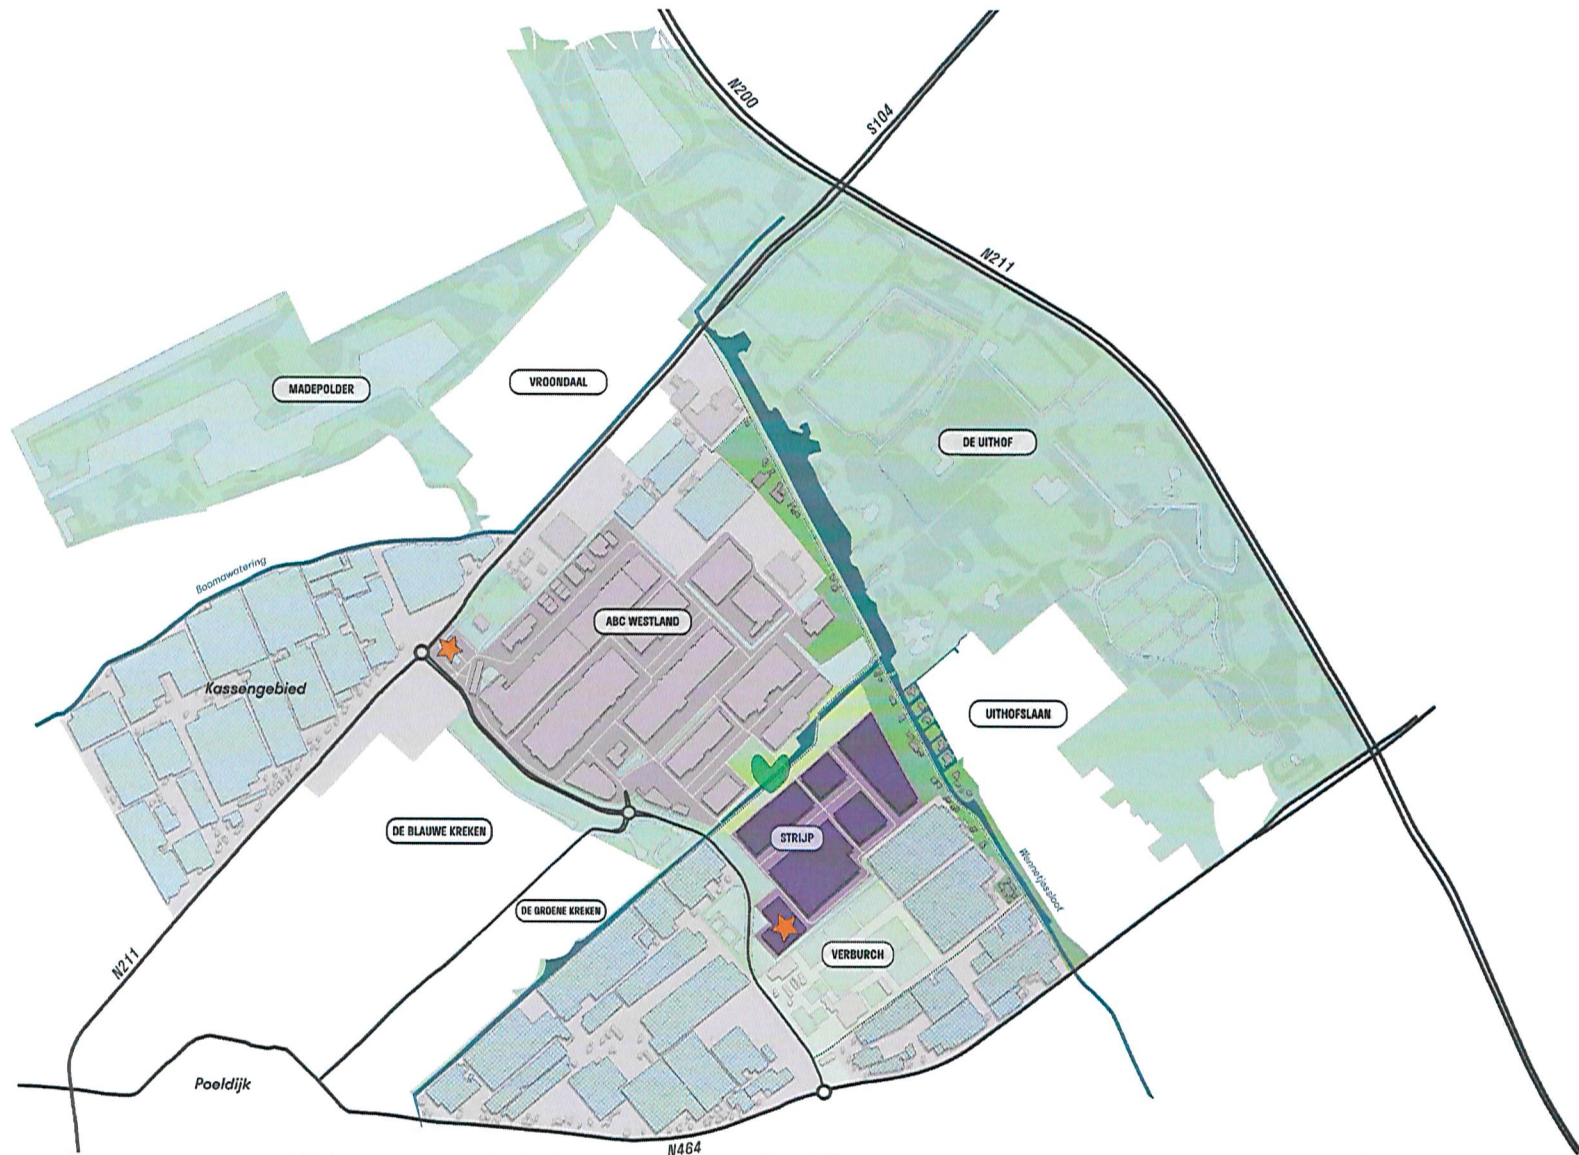 N200
S104
N211
MADEPOLDER
VROONDAAL
DE UITHOF
Boomawatering
ABC WESTLAND
Kassengebied
UITHOFSLAAN
DE BLAUWE KREKEN
STRIJP
Wennetjessloot
DE GROENE KREKEN
VERBURCH
N211
Poeldijk
N464